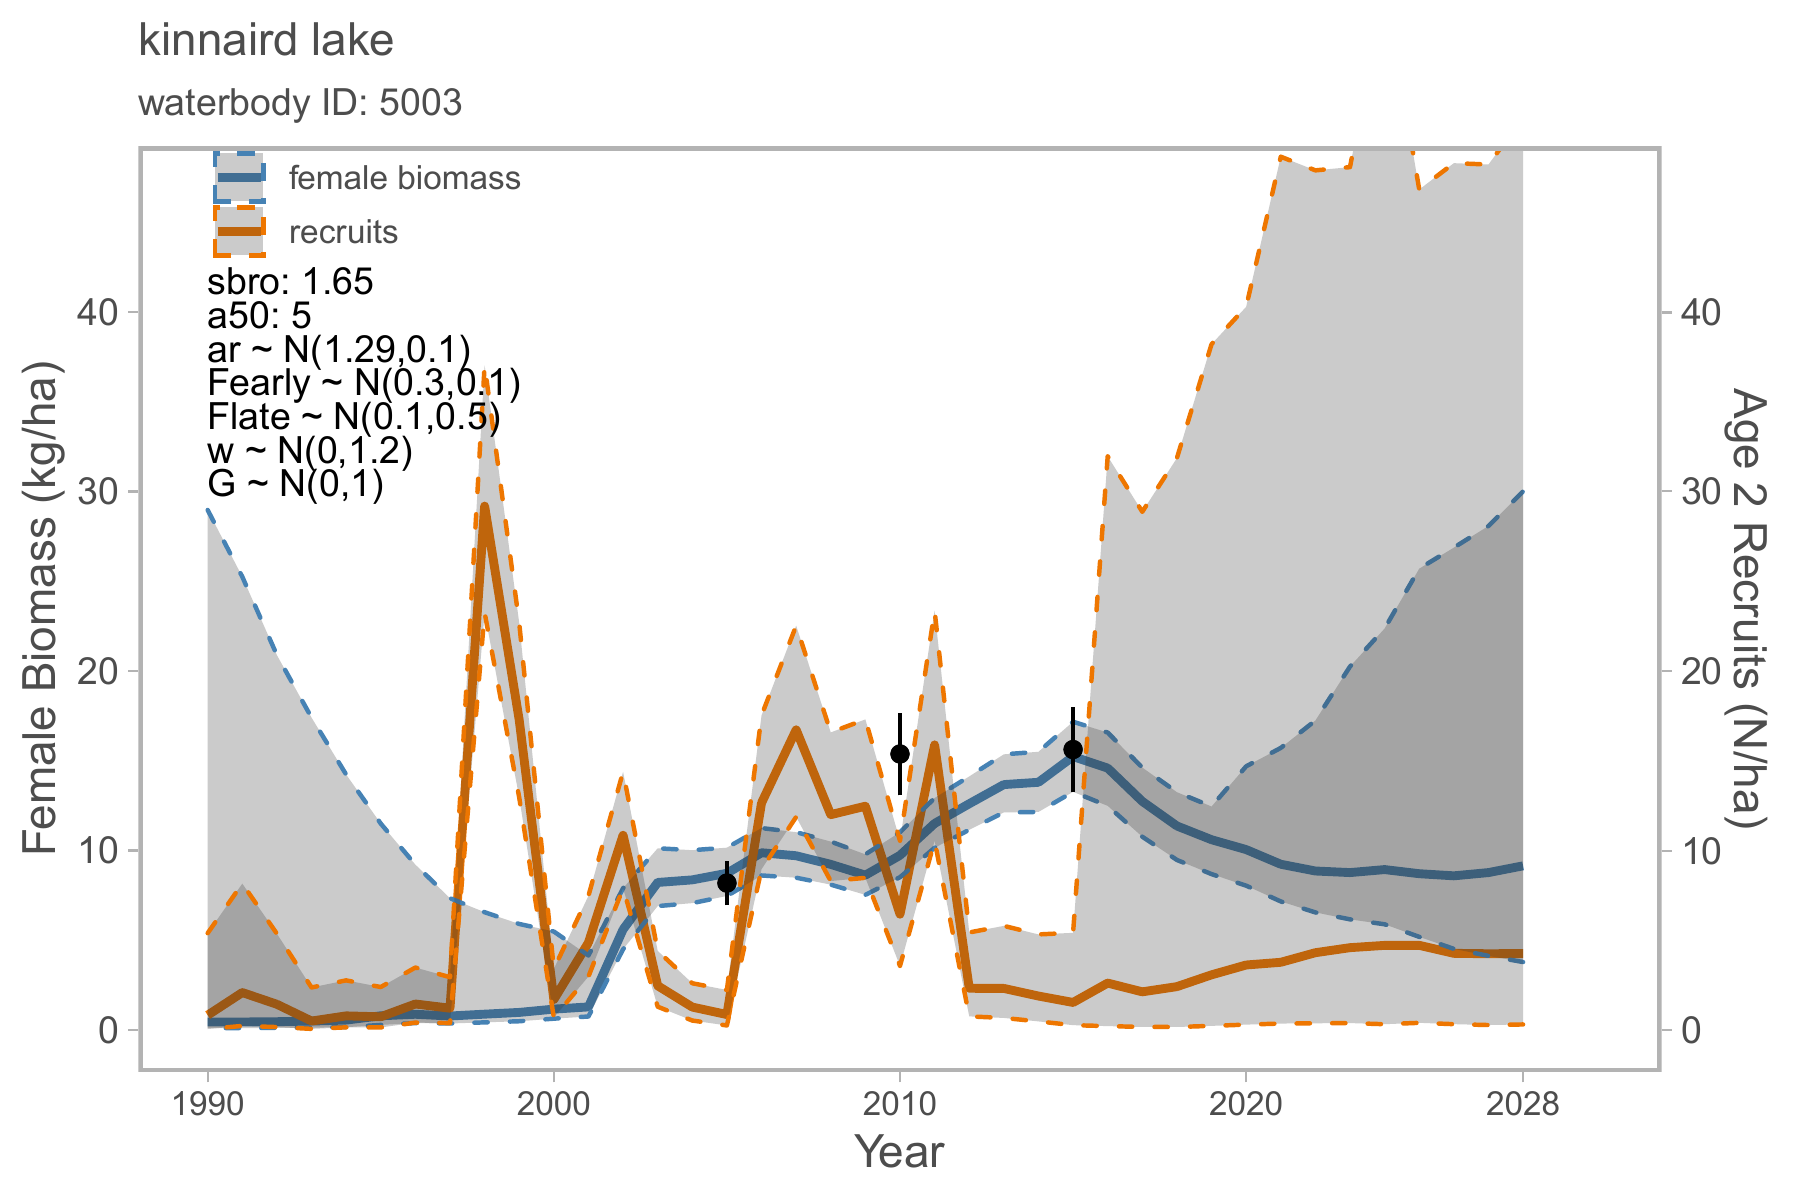 kinnaird lake
waterbody ID: 5003
female biomass
recruits
sbro: 1.65
a50: 5
ar ~ N(1.29,0.1)
Fearly ~ N(0.3,0.1)
Flate ~ N(0.1,0.5)
w ~ N(0,1.2)
G ~ N(0,1)
Female Biomass (kg/ha)
40
30
20
10
0
40
30
20
10
0
Age 2 Recruits (N/ha)
1990 2000 2010 2020 2028
Year